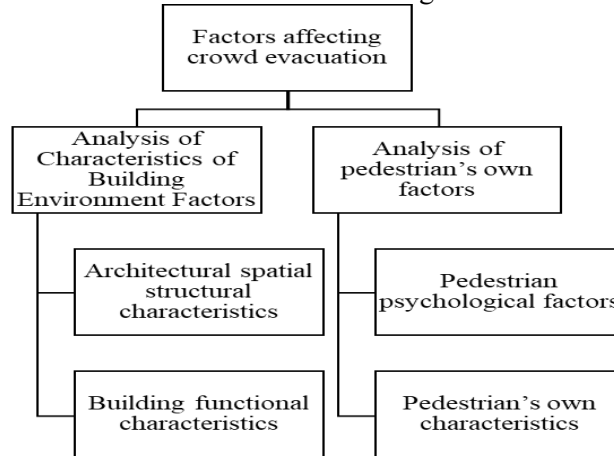 Factors affecting
crowd evacuation
Analysis of
Characteristics of
Building
Environment Factors
Analysis of
pedestrian's own
factors
Architectural spatial
structural
characteristics
Pedestrian
psychological factors
Building functional
characteristics
Pedestrian's own
characteristics